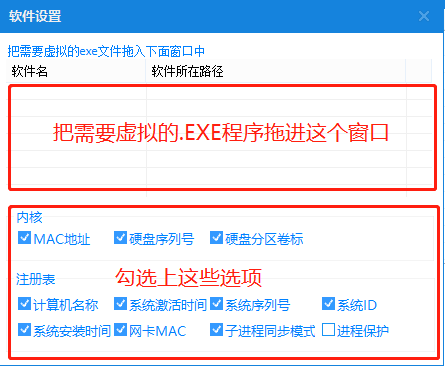 软件设置
把需要虚拟的exe文件拖入下面窗口中
软件名 软件所在路径
把需要虚拟的.EXE程序拖进这个窗口
内核
MAC地址 硬盘序列号 硬盘分区卷标
注册表
勾选上这些选项
计算机名称 系统激活时间 系统序列号 系统ID
系统安装时间 网卡MAC 子进程同步模式 进程保护